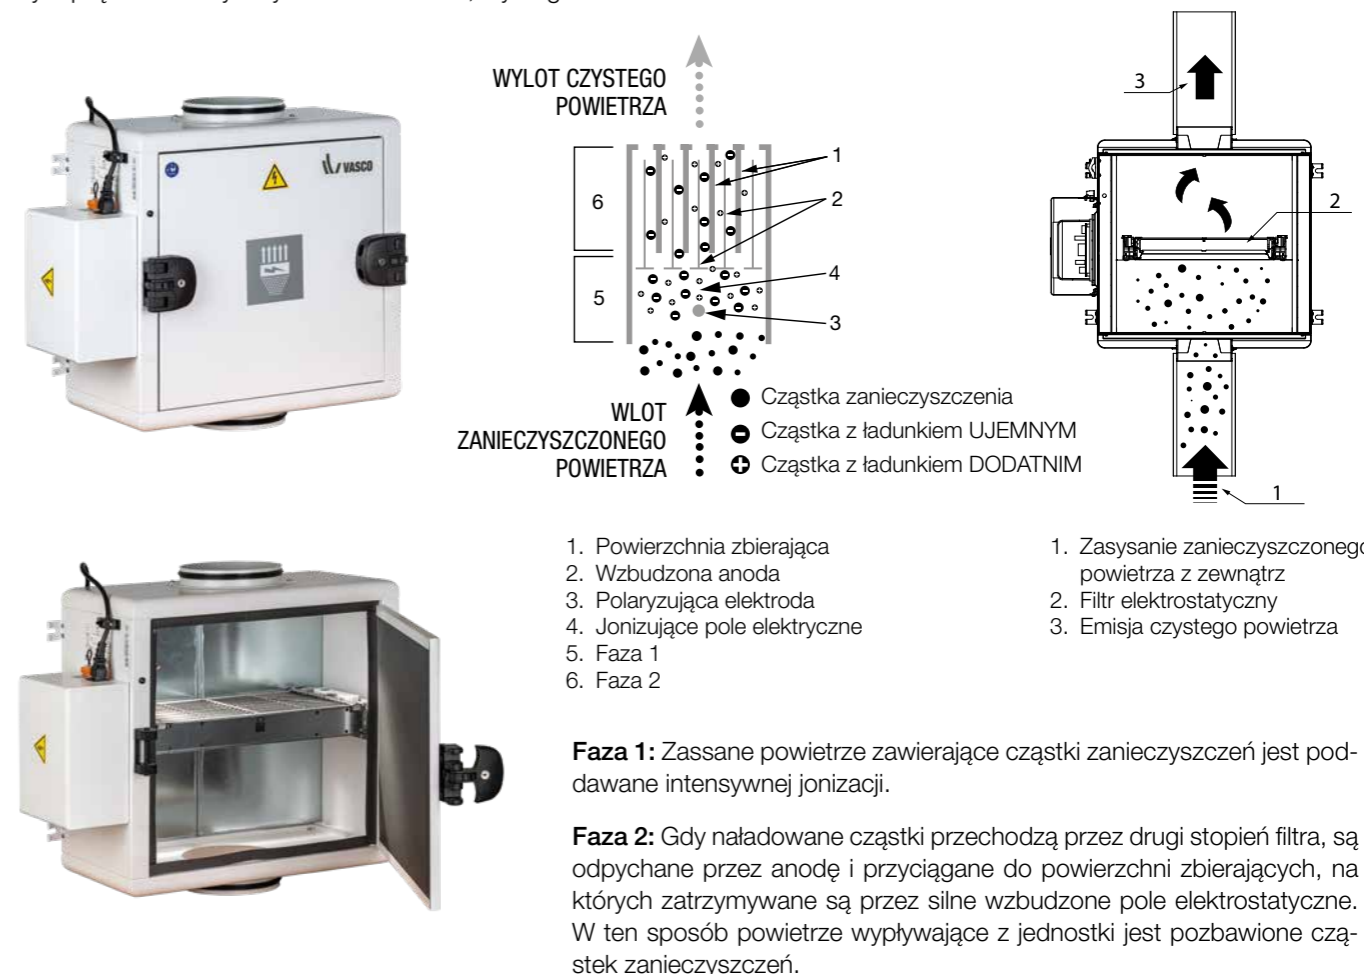 WYLOT CZYSTEGO
POWIETRZA
6
5
1
2
4
3
WLOT
ZANIECZYSZCZONEGO
POWIETRZA
Cząstka zanieczyszczenia
Cząstka z ładunkiem UJEMNYM
Cząstka z ładunkiem DODATNIM
3
2
1
VASCO
1. Powierzchnia zbierająca
2. Wzbudzona anoda
3. Polaryzująca elektroda
4. Jonizujące pole elektryczne
5. Faza 1
6. Faza 2
1. Zasysanie zanieczyszczonego
powietrza z zewnątrz
2. Filtr elektrostatyczny
3. Emisja czystego powietrza
Faza 1: Zassane powietrze zawierające cząstki zanieczyszczeń jest pod-
dawane intensywnej jonizacji.
Faza 2: Gdy naładowane cząstki przechodzą przez drugi stopień filtra, są
odpychane przez anodę i przyciągane do powierzchni zbierających, na
których zatrzymywane są przez silne wzbudzone pole elektrostatyczne.
W ten sposób powietrze wypływające z jednostki jest pozbawione czą-
stek zanieczyszczeń.